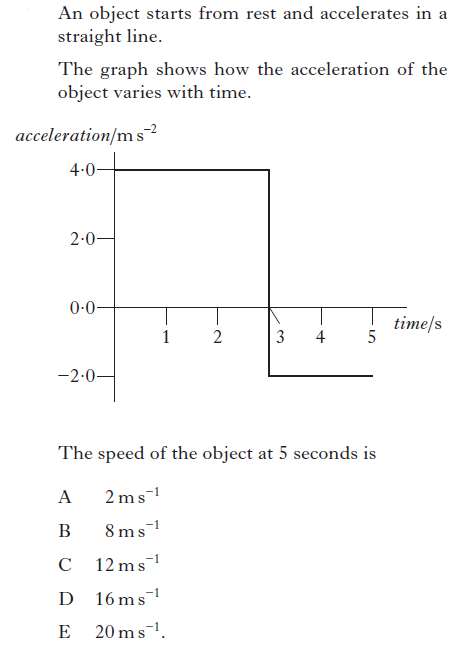 An object starts from rest and accelerates in a
straight line.
The graph shows how the acceleration of the
object varies with time.
acceleration/m s⁻²
4·0
2·0
0·0
1 2 3 4 5 time/s
−2·0
The speed of the object at 5 seconds is
A 2 m s⁻¹
B 8 m s⁻¹
C 12 m s⁻¹
D 16 m s⁻¹
E 20 m s⁻¹.